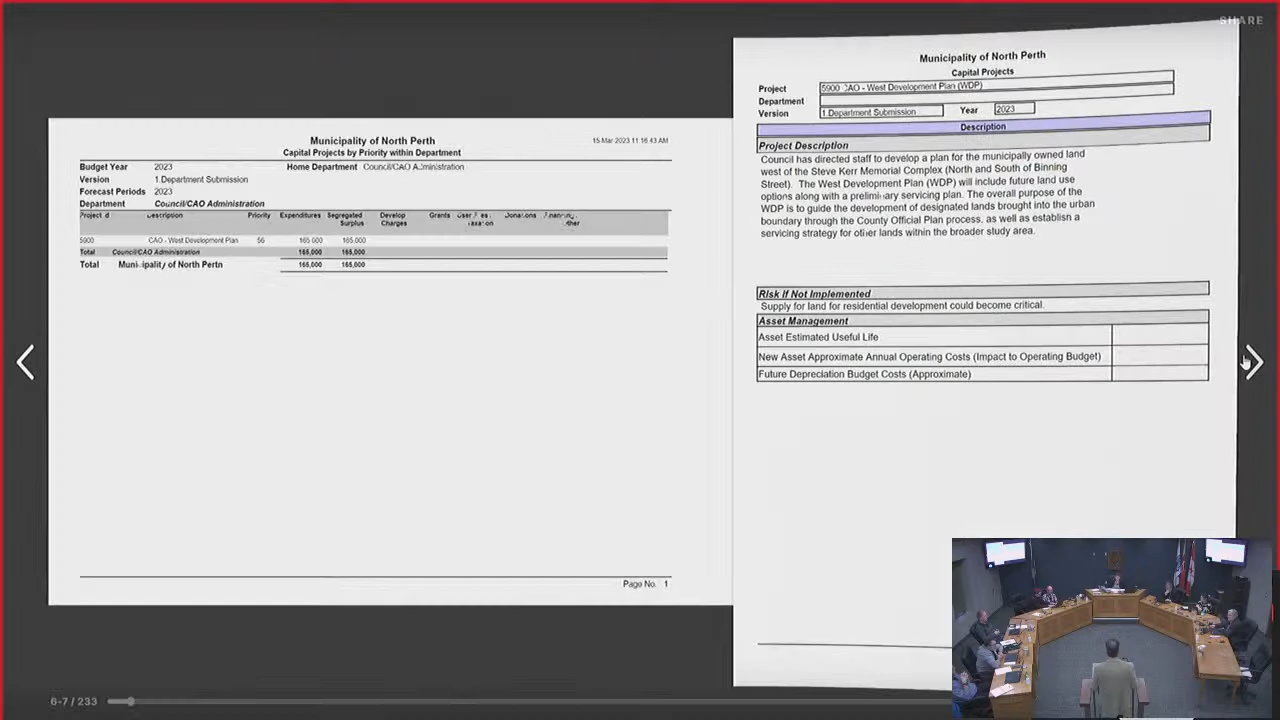 SHARE
Municipality of North Perth
Capital Projects by Priority within Department
15 Mar 2023 11:16:43 AM
Budget Year 2023 Home Department Council/CAO Administration
Version 1.Department Submission
Forecast Periods 2023
Department Council/CAO Administration
Description Priority Expenditures Segregated Surplus Develop Charges Grants
5900 CAO - West Development Plan 56 165,000 165,000
Total Council/CAO Administration 165,000 165,000
Total Municipality of North Perth 165,000 165,000
Page No. 1
Municipality of North Perth
Capital Projects
Project 5900 CAO - West Development Plan (WDP)
Department
Version 1.Department Submission Year 2023
Description
Project Description
Council has directed staff to develop a plan for the municipally owned land
west of the Steve Kerr Memorial Complex (North and South of Binning
Street). The West Development Plan (WDP) will include future land use
options along with a preliminary servicing plan. The overall purpose of the
WDP is to guide the development of designated lands brought into the urban
boundary through the County Official Plan process, as well as establish a
servicing strategy for other lands within the broader study area.
Risk If Not Implemented
Supply for land for residential development could become critical.
Asset Management
Asset Estimated Useful Life
New Asset Approximate Annual Operating Costs (Impact to Operating Budget)
Future Depreciation Budget Costs (Approximate)
6-7 / 233